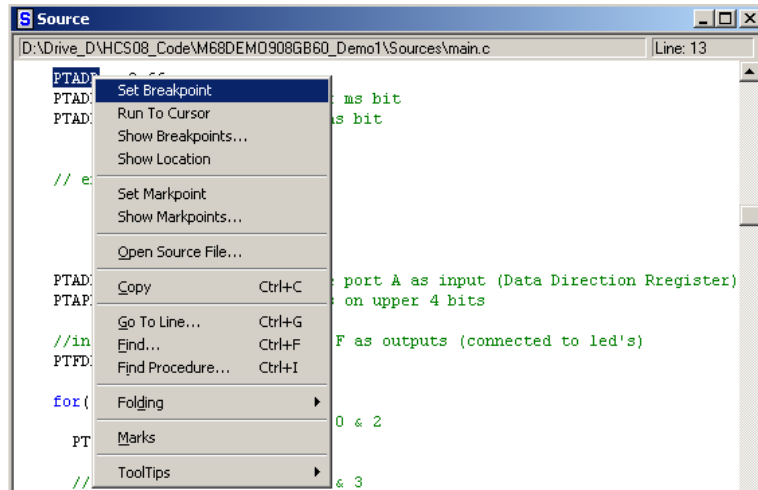 S Source
D:\Drive_D\HCS08_Code\M68DEMO908GB60_Demo1\Sources\main.c Line: 13
PTADD
PTAD
ms bit
PTAD
ms bit
// e
PTAD
port A as input (Data Direction Rregister)
PTAP
on upper 4 bits
//in
F as outputs (connected to led's)
PTFD
for(
0 & 2
PT
//
& 3
Set Breakpoint
Run To Cursor
Show Breakpoints...
Show Location
Set Markpoint
Show Markpoints...
Open Source File...
Copy Ctrl+C
Go To Line... Ctrl+G
Find... Ctrl+F
Find Procedure... Ctrl+I
Folding
Marks
ToolTips